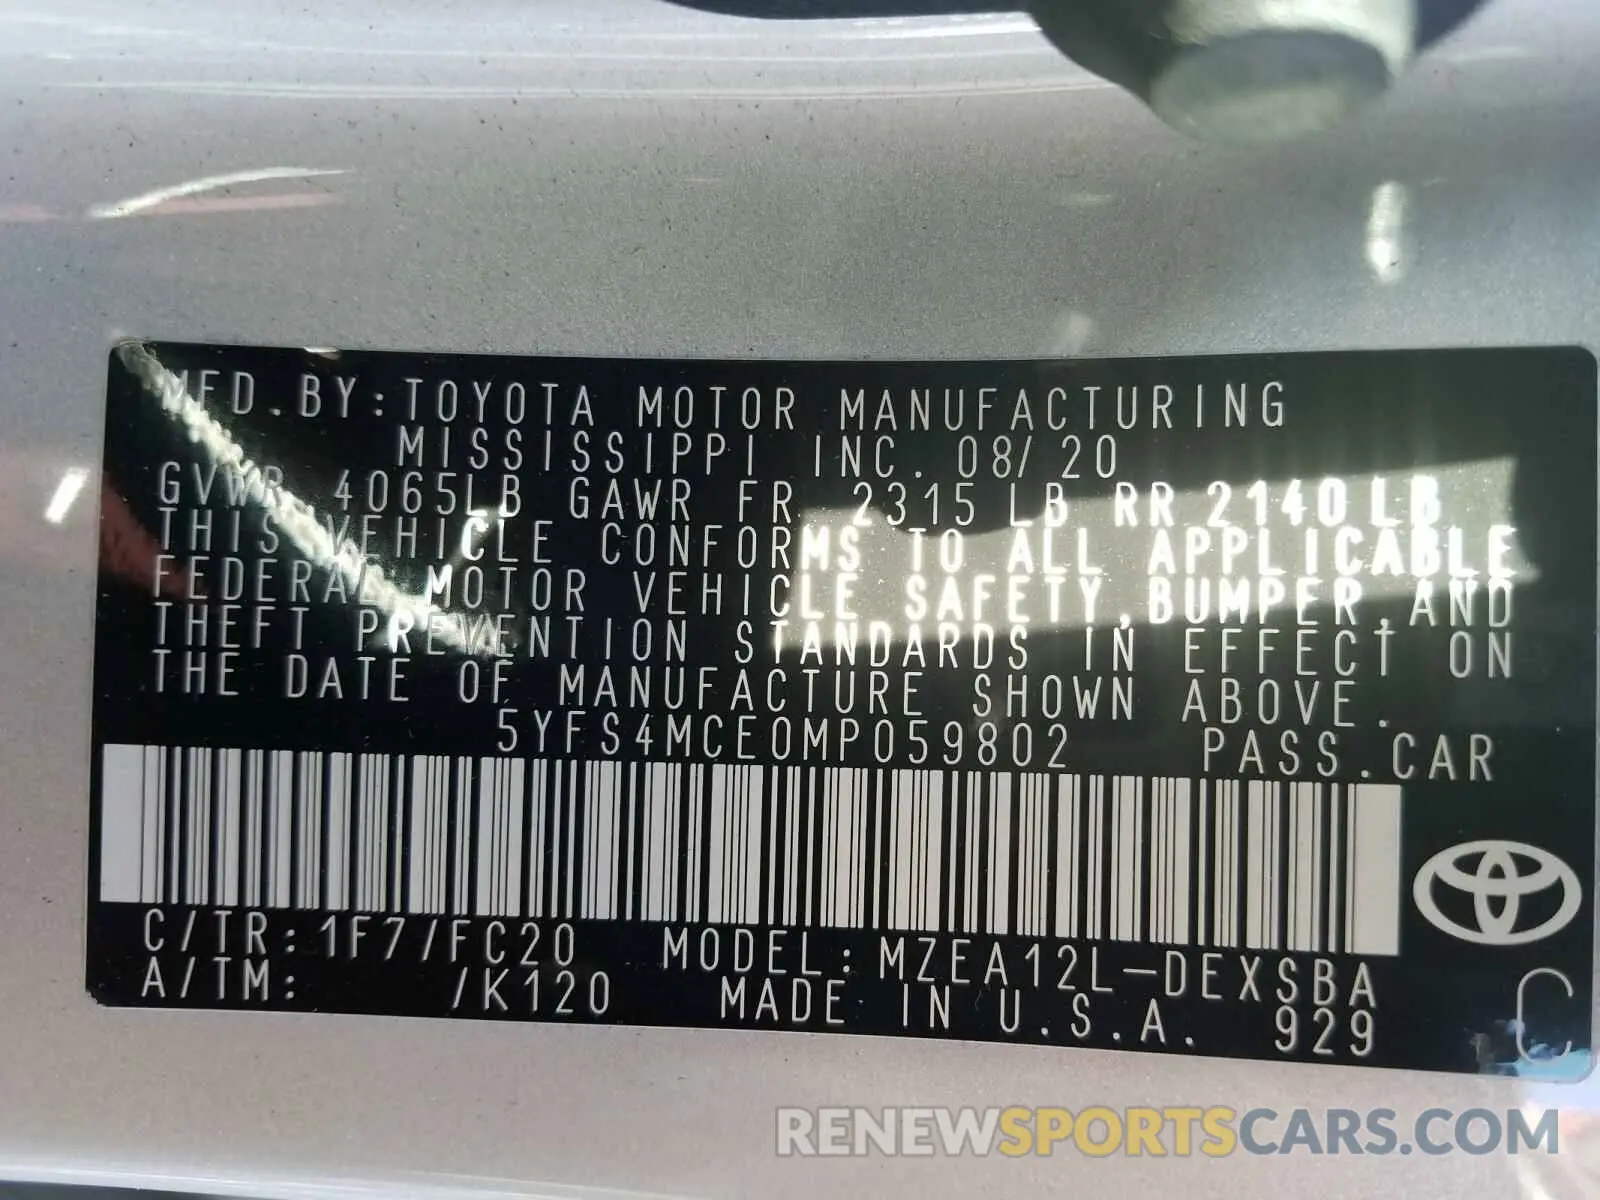 MFD.BY:TOYOTA MOTOR MANUFACTURING
MISSISSIPPI INC. 08/20
GVWR 4065LB GAWR FR 2315 LB RR 2140LB
THIS VEHICLE CONFORMS TO ALL APPLICABLE
FEDERAL MOTOR VEHICLE SAFETY,BUMPER,AND
THEFT PREVENTION STANDARDS IN EFFECT ON
THE DATE OF MANUFACTURE SHOWN ABOVE.
5YFS4MCE0MP059802 PASS.CAR
C/TR:1F7/FC20 MODEL:MZEA12L-DEXSBA
A/TM: /K120 MADE IN U.S.A. 929
C
RENEWSPORTSCARS.COM